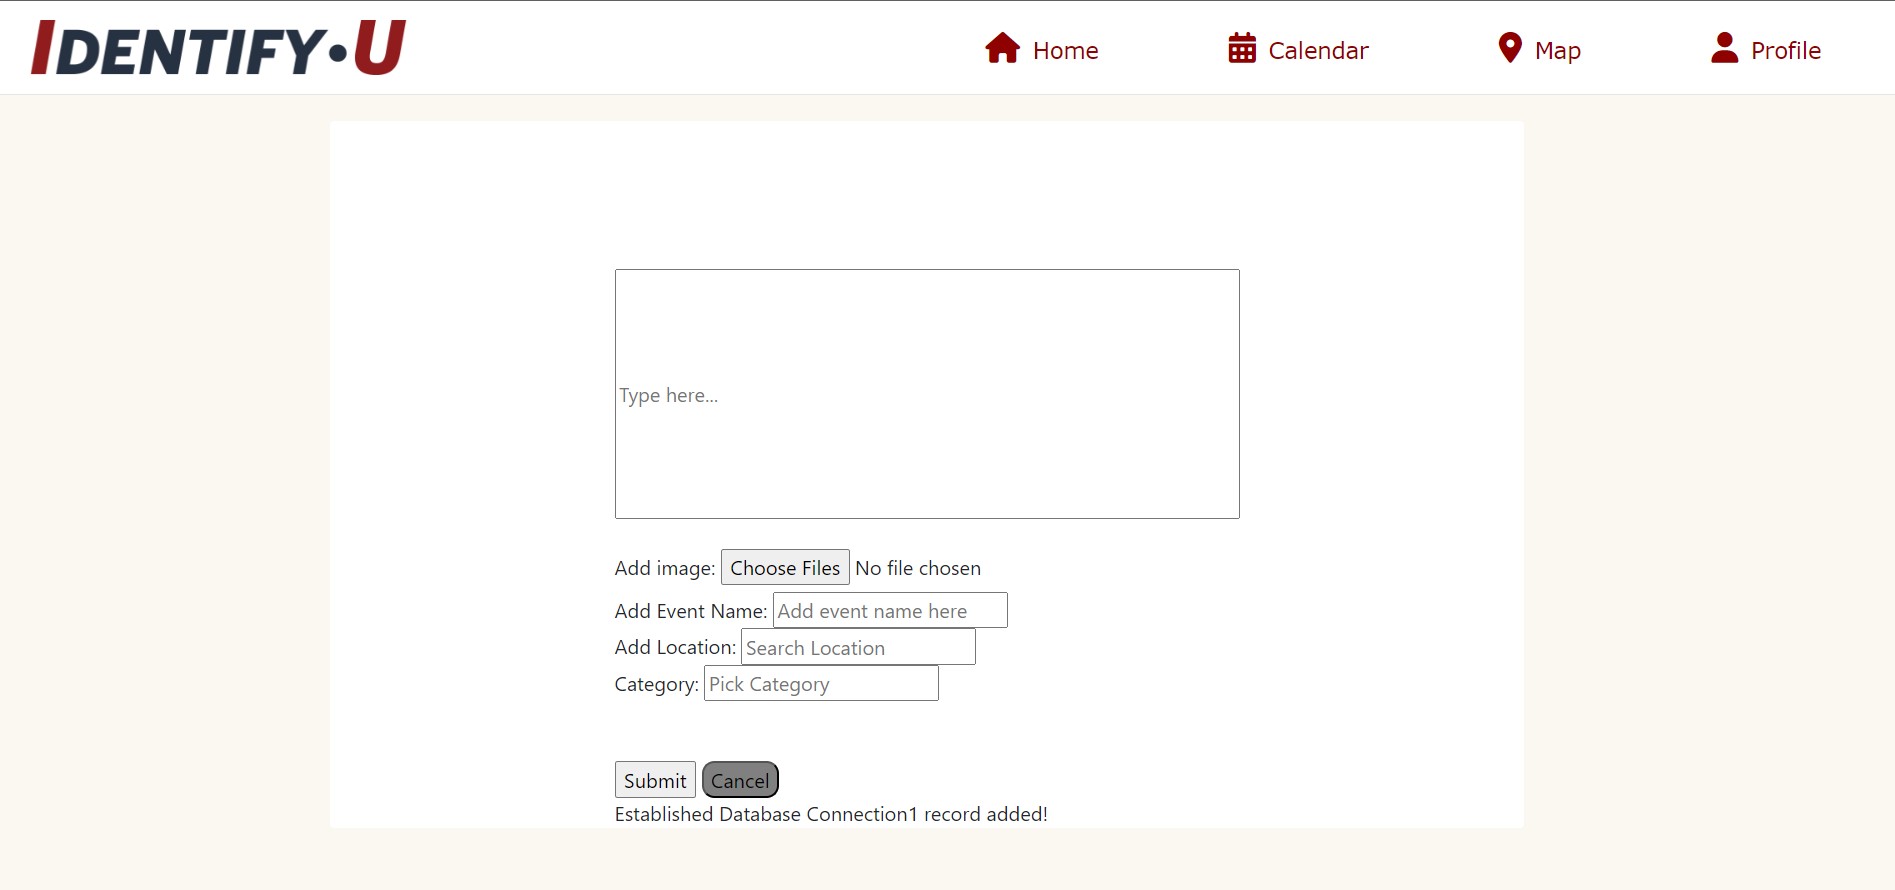 IDENTIFY•U
Home Calendar Map Profile
Type here...
Add image: Choose Files No file chosen
Add Event Name: Add event name here
Add Location: Search Location
Category: Pick Category
Submit Cancel
Established Database Connection1 record added!